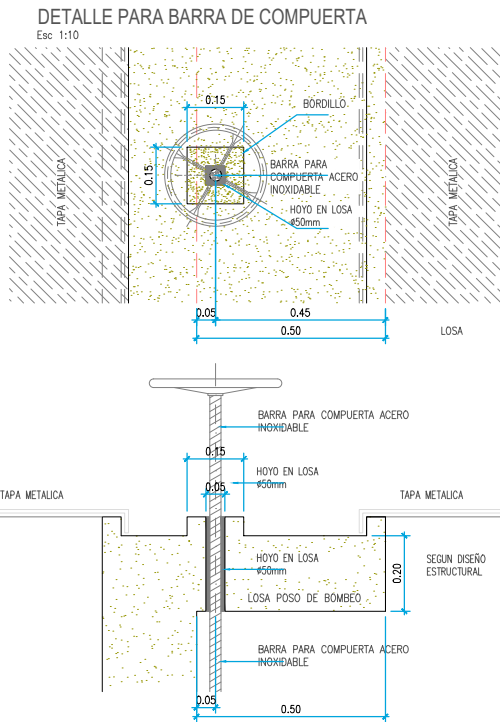 DETALLE PARA BARRA DE COMPUERTA
Esc 1:10
0.15
BORDILLO
0.15
TAPA METALICA
TAPA METALICA
BARRA PARA
COMPUERTA ACERO
INOXIDABLE
HOYO EN LOSA
ø50mm
0.05
0.45
0.50
LOSA
BARRA PARA COMPUERTA ACERO
INOXIDABLE
0.15
HOYO EN LOSA
ø50mm
0.05
TAPA METALICA
TAPA METALICA
HOYO EN LOSA
ø50mm
SEGUN DISEÑO
ESTRUCTURAL
0.20
LOSA POSO DE BOMBEO
BARRA PARA COMPUERTA ACERO
INOXIDABLE
0.05
0.50